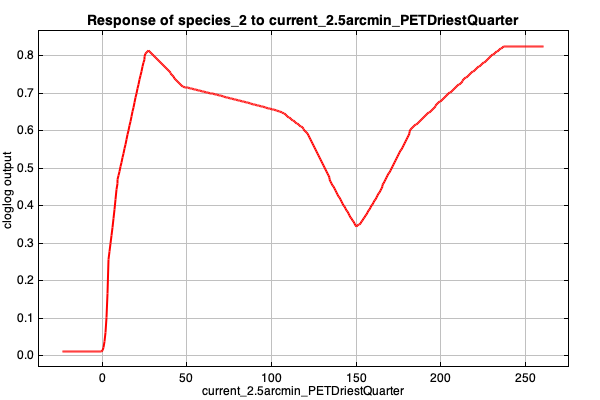 Response of species_2 to current_2.5arcmin_PETDriestQuarter
cloglog output
0.8
0.7
0.6
0.5
0.4
0.3
0.2
0.1
0.0
0 50 100 150 200 250
current_2.5arcmin_PETDriestQuarter